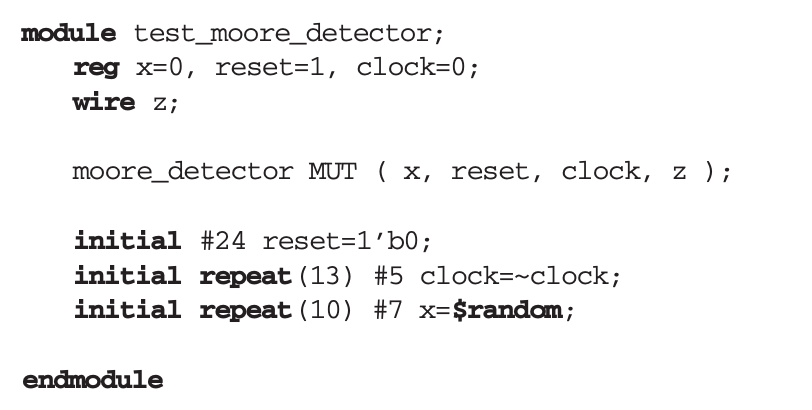 module test_moore_detector;
reg x=0, reset=1, clock=0;
wire z;
moore_detector MUT ( x, reset, clock, z );
initial #24 reset=1’b0;
initial repeat(13) #5 clock=~clock;
initial repeat(10) #7 x=$random;
endmodule